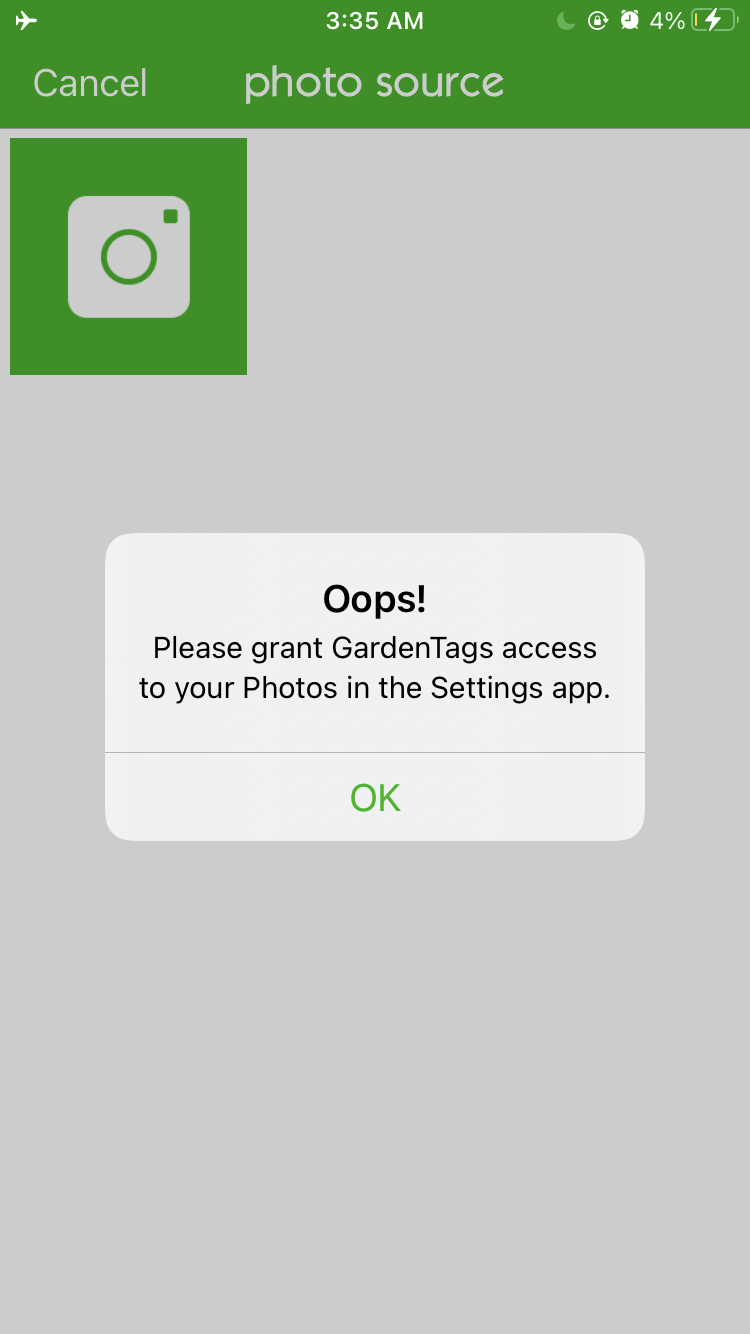 3:35 AM
4%
Cancel
photo source
Oops!
Please grant GardenTags access
to your Photos in the Settings app.
OK